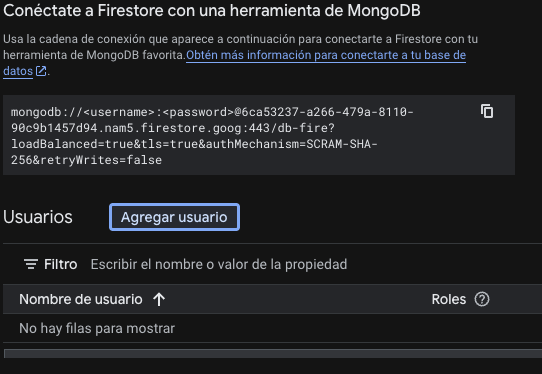 Conéctate a Firestore con una herramienta de MongoDB
Usa la cadena de conexión que aparece a continuación para conectarte a Firestore con tu
herramienta de MongoDB favorita.Obtén más información para conectarte a tu base de
datos.
mongodb://<username>:<password>@6ca53237-a266-479a-8110-
90c9b1457d94.nam5.firestore.goog:443/db-fire?
loadBalanced=true&tls=true&authMechanism=SCRAM-SHA-
256&retryWrites=false
Usuarios Agregar usuario
Filtro Escribir el nombre o valor de la propiedad
Nombre de usuario Roles
No hay filas para mostrar